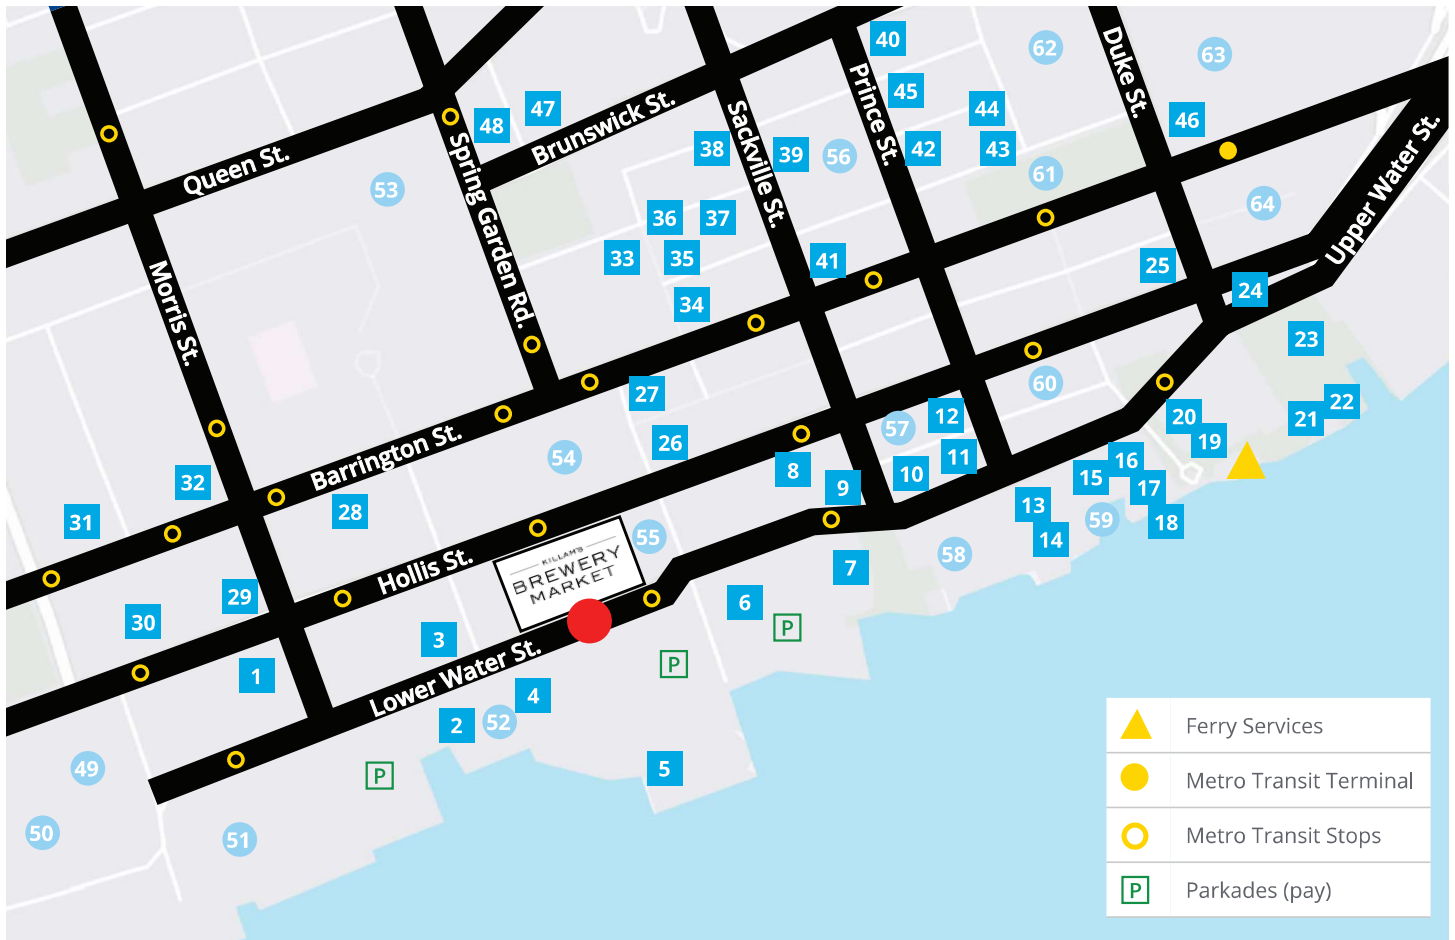 40
62
63
Duke St.
47
48
Brunswick St.
Sackville St.
Prince St.
45
44
46
Upper Water St.
Queen St.
53
Spring Garden Rd.
38
39
56
42
43
61
64
36
37
33
35
41
25
24
34
Morris St.
23
27
60
22
26
57
12
20
21
Barrington St.
54
8
10
11
16
19
32
9
15
17
31
28
13
18
55
14
59
Hollis St.
KILLAM'S
BREWERY
MARKET
7
58
29
30
6
P
3
P
1
Lower Water St.
4
2
52
49
P
5
50
51
Ferry Services
Metro Transit Terminal
Metro Transit Stops
P
Parkades (pay)